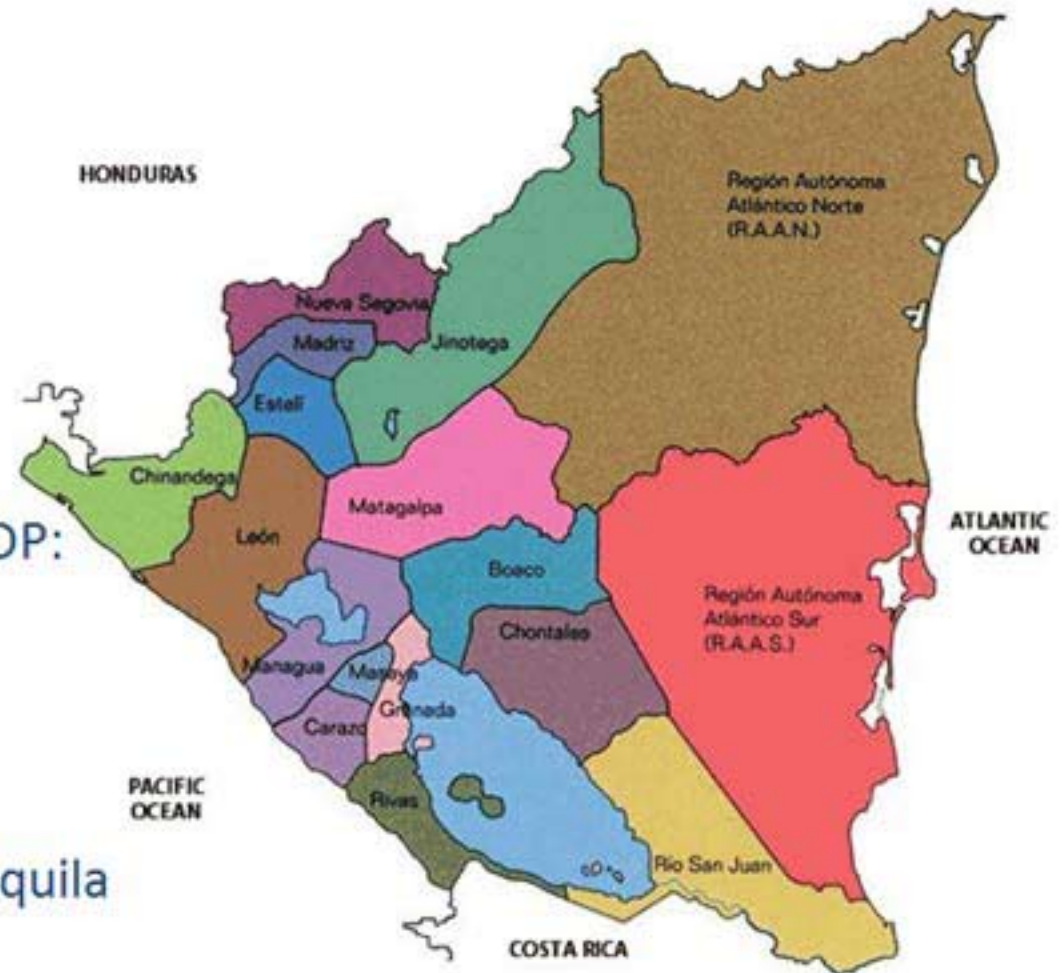 HONDURAS
Región Autónoma
Atlántico Norte
(R.A.A.N.)
Nueva Segovia
Madriz
Jinotega
Estelí
Chinandega
Matagalpa
León
DP:
ATLANTIC
OCEAN
Boaco
Región Autónoma
Atlántico Sur
(R.A.A.S.)
Chontales
Managua
Masaya
Granada
Carazo
PACIFIC
OCEAN
Rivas
Río San Juan
quila
COSTA RICA